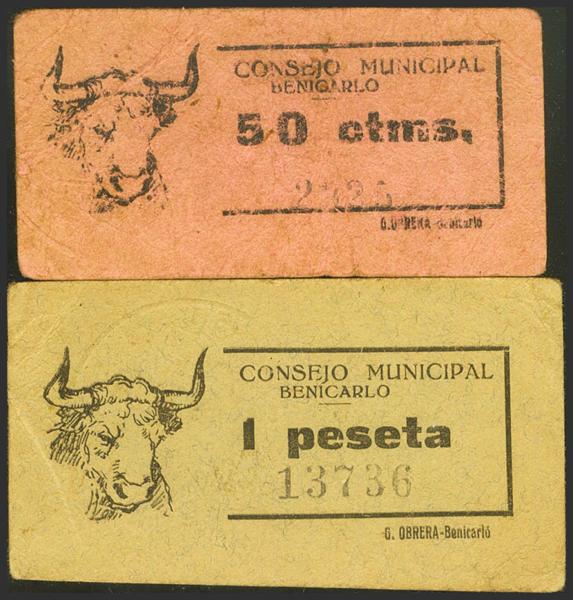 CONSEJO MUNICIPAL
BENICARLO
50 ctms.
G. OBRERA-Benicarló
CONSEJO MUNICIPAL
BENICARLO
1 peseta
13736
G. OBRERA-Benicarló